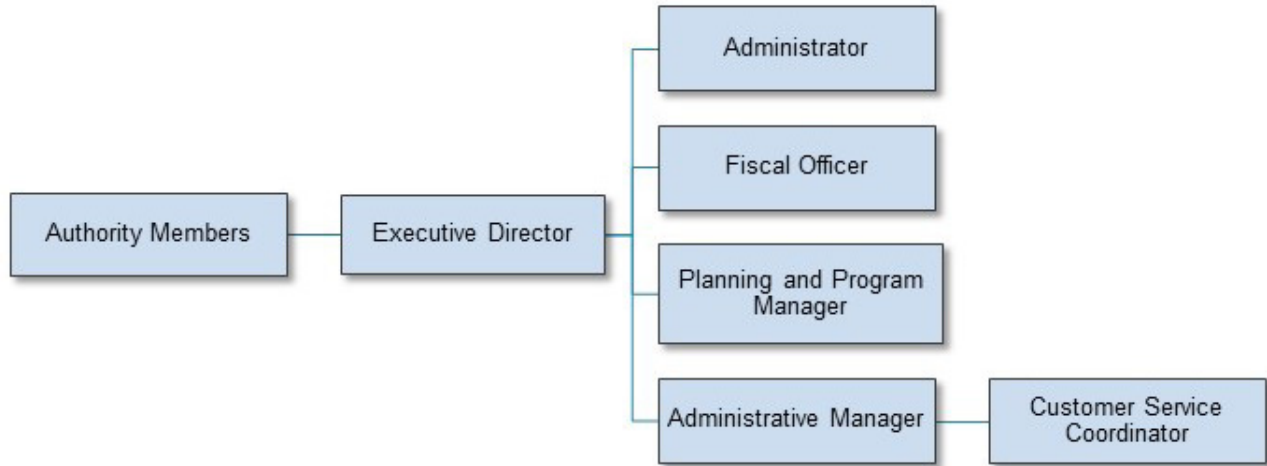 Administrator
Fiscal Officer
Authority Members
Executive Director
Planning and Program
Manager
Administrative Manager
Customer Service
Coordinator